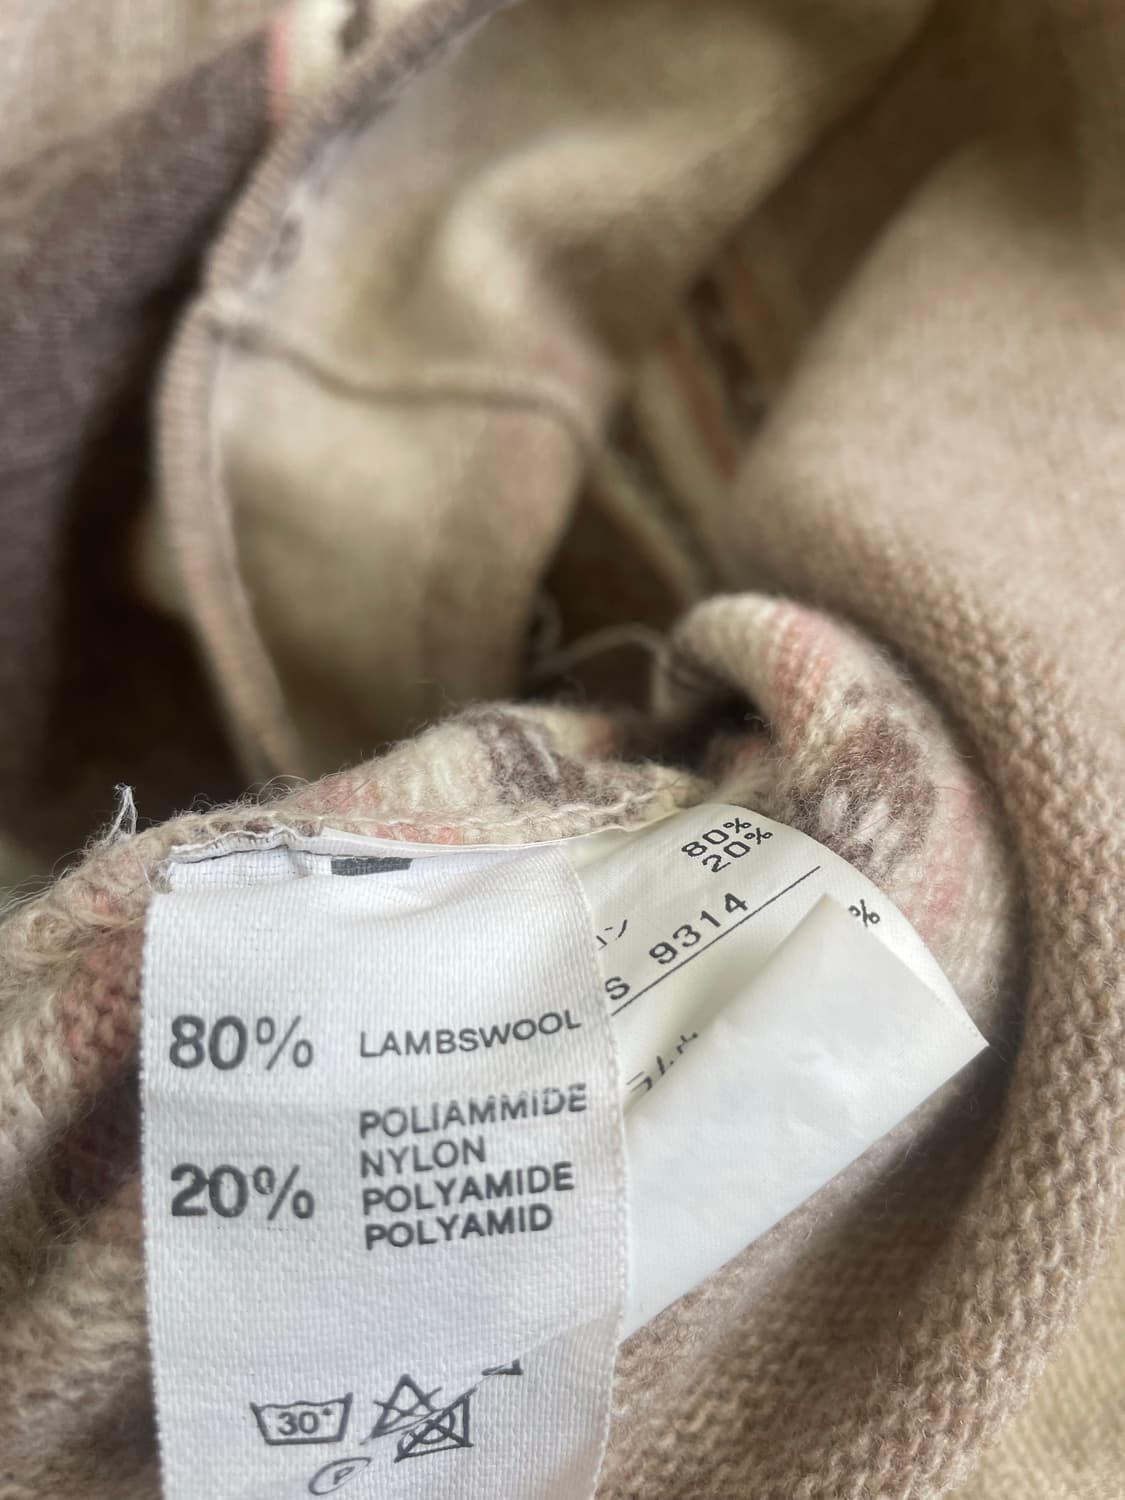 80% LAMBSWOOL
POLIAMMIDE
NYLON
20% POLYAMIDE
POLYAMID
30°
P
80%
20%
S 9314
%